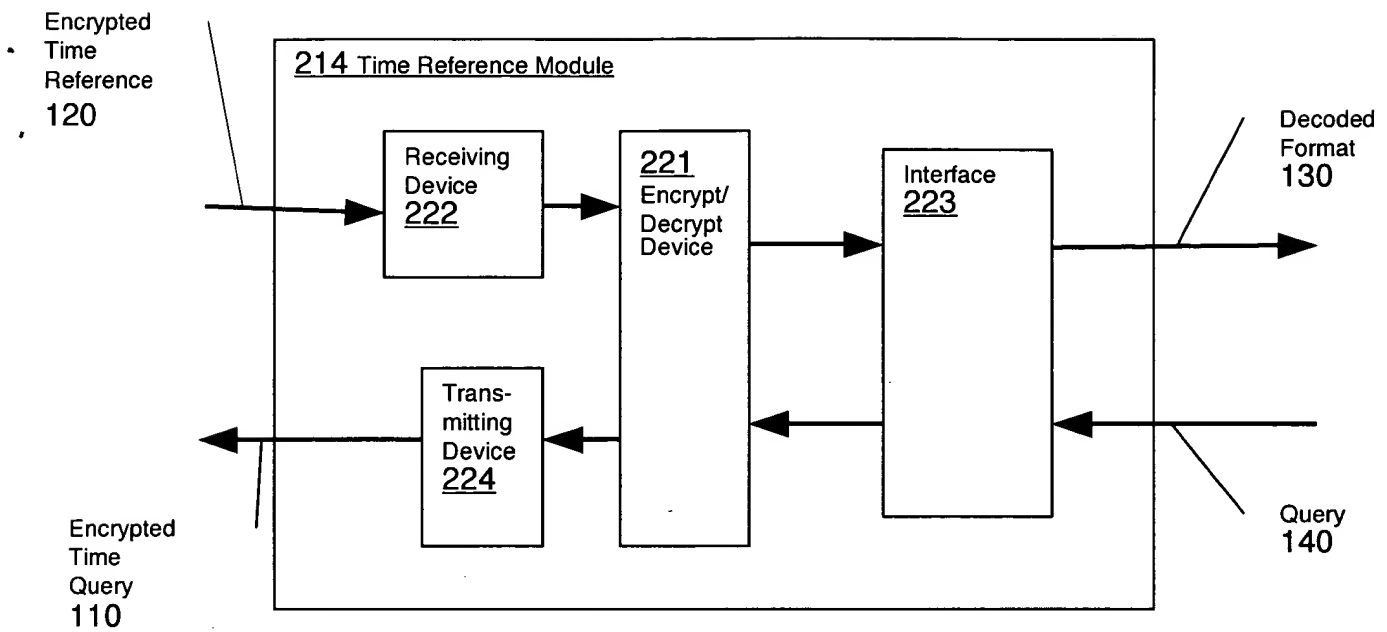 Encrypted
Time
Reference
120
214 Time Reference Module
Receiving
Device
222
221
Encrypt/
Decrypt
Device
Interface
223
Decoded
Format
130
Trans-
mitting
Device
224
Encrypted
Time
Query
110
Query
140